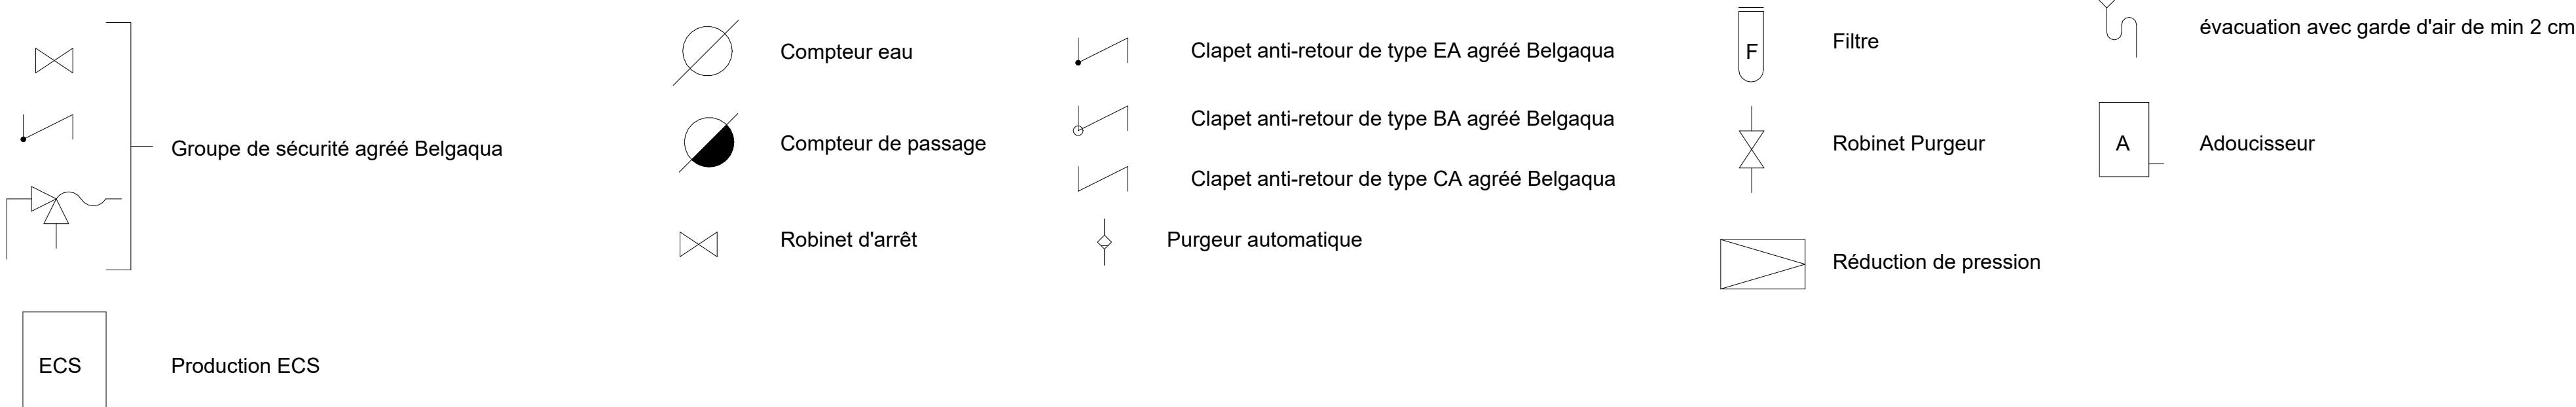 Groupe de sécurité agréé Belgaqua
ECS
Production ECS
Compteur eau
Compteur de passage
Robinet d'arrêt
Clapet anti-retour de type EA agréé Belgaqua
Clapet anti-retour de type BA agréé Belgaqua
Clapet anti-retour de type CA agréé Belgaqua
Purgeur automatique
F
Filtre
Robinet Purgeur
Réduction de pression
évacuation avec garde d'air de min 2 cm
A
Adoucisseur